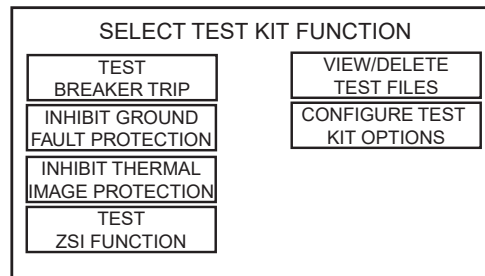 SELECT TEST KIT FUNCTION
TEST
BREAKER TRIP
INHIBIT GROUND
FAULT PROTECTION
INHIBIT THERMAL
IMAGE PROTECTION
TEST
ZSI FUNCTION
VIEW/DELETE
TEST FILES
CONFIGURE TEST
KIT OPTIONS